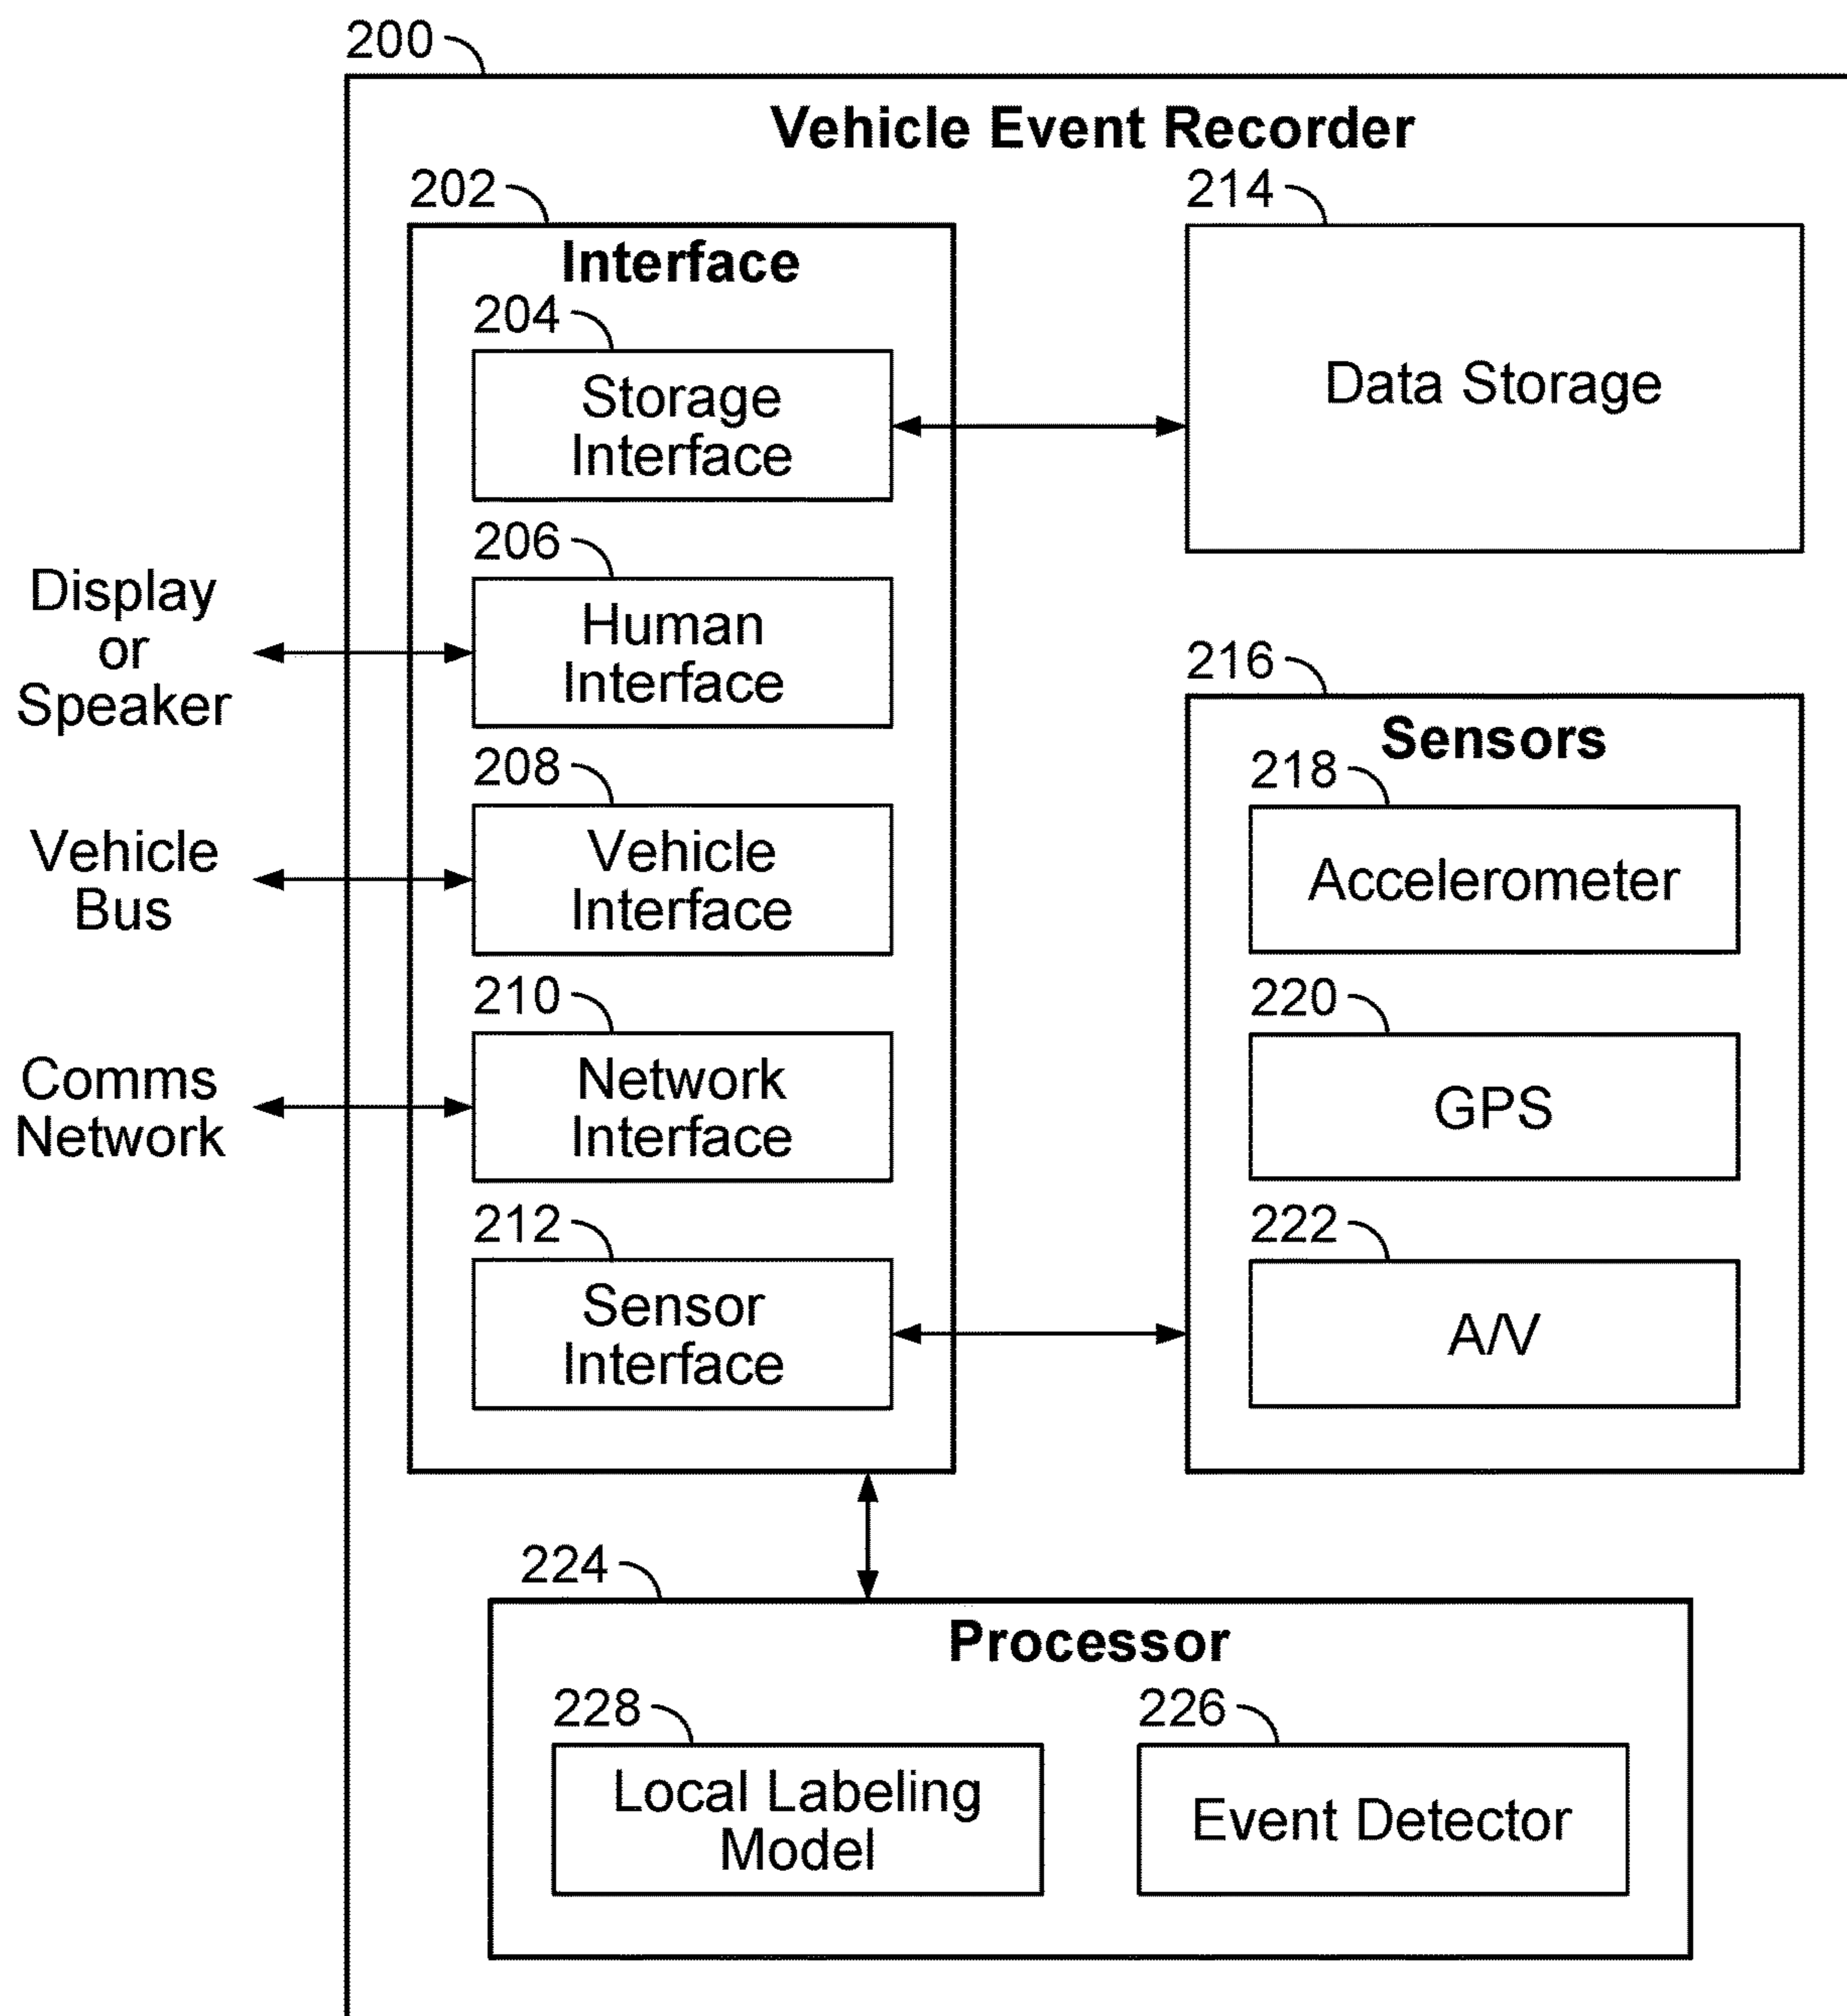 200
Vehicle Event Recorder
202
Interface
204
Storage
Interface
206
Human
Interface
208
Vehicle
Interface
210
Network
Interface
212
Sensor
Interface
Display
or
Speaker
Vehicle
Bus
Comms
Network
214
Data Storage
216
Sensors
218
Accelerometer
220
GPS
222
A/V
224
Processor
228
Local Labeling
Model
226
Event Detector